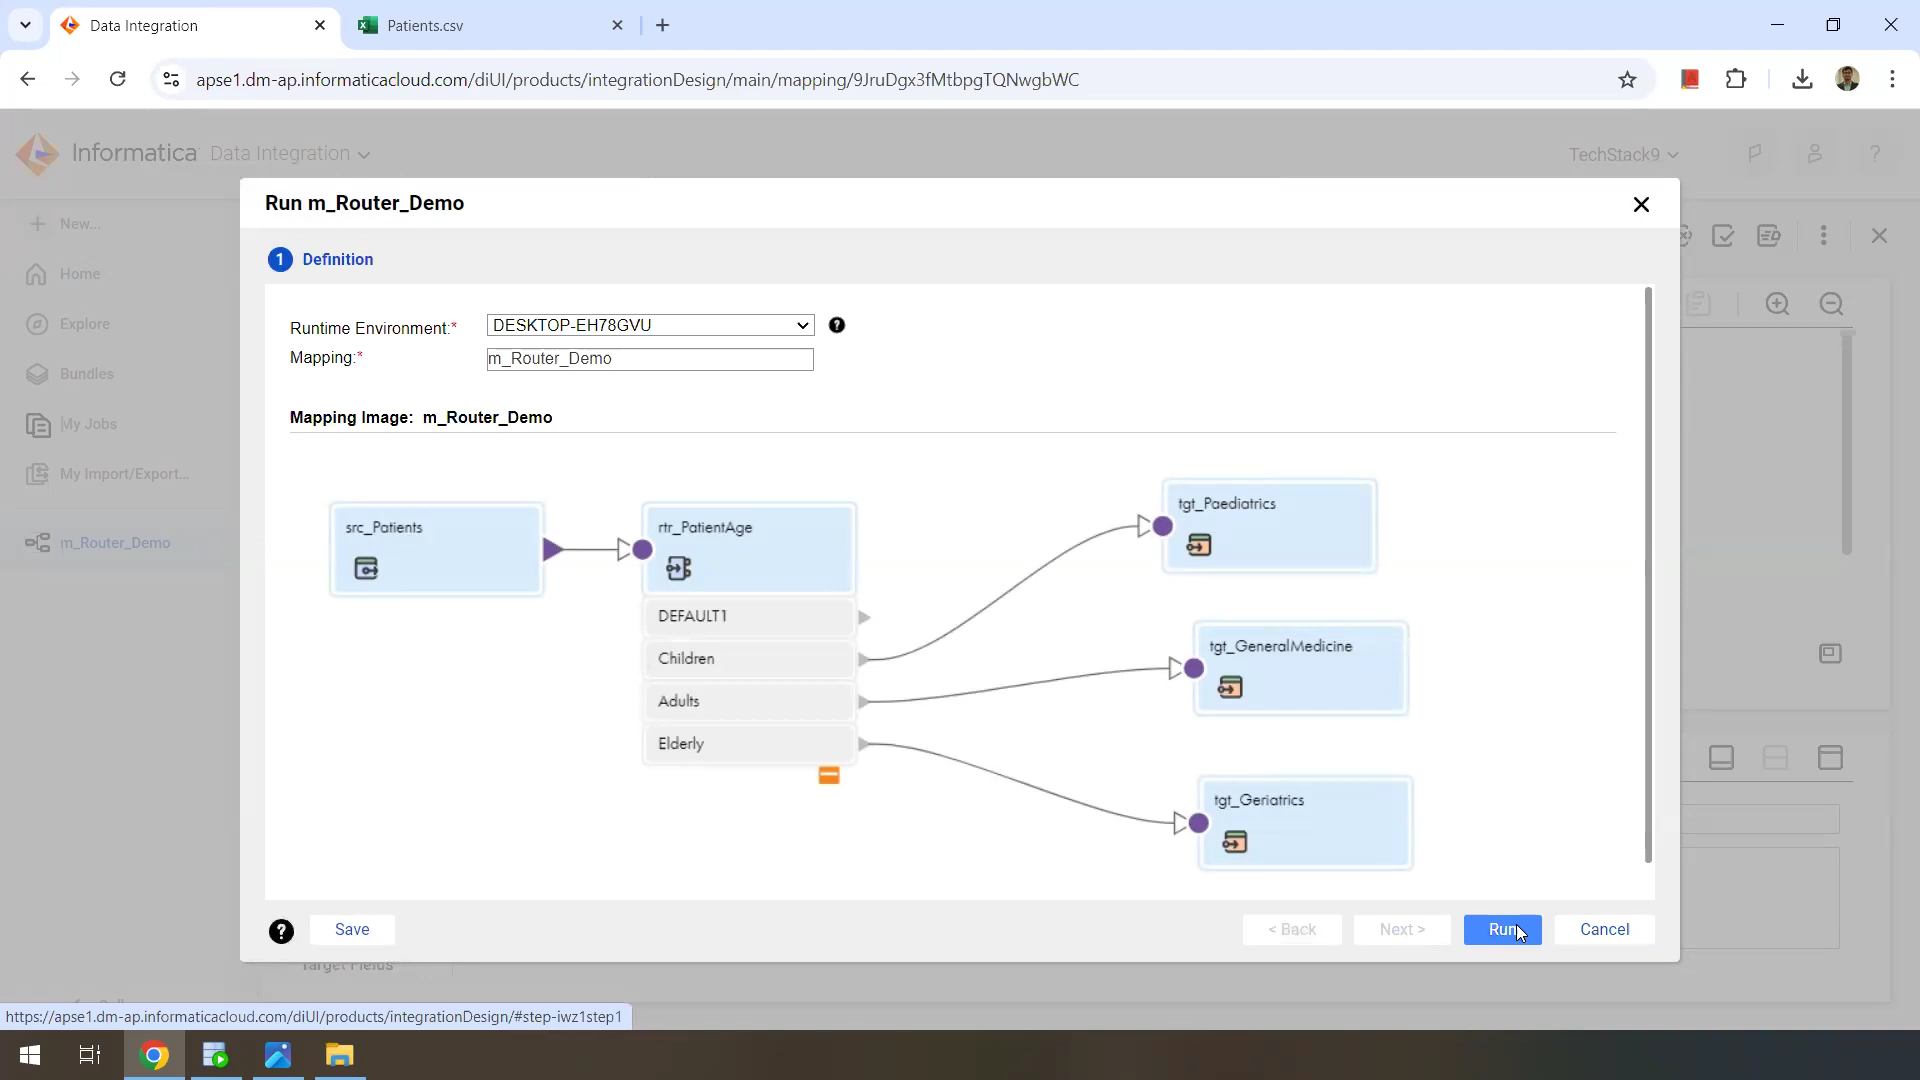 Data Integration
Patients.csv
apse1.dm-ap.informaticacloud.com/diUI/products/integrationDesign/main/mapping/9JruDgx3fMtbpgTQNwgbWC
Informatica Data Integration
TechStack9
?
New...
Home
Explore
Bundles
My Jobs
My Import/Export...
m_Router_Demo
Run m_Router_Demo
1 Definition
Runtime Environment:* DESKTOP-EH78GVU ?
Mapping:* m_Router_Demo
Mapping Image: m_Router_Demo
src_Patients
rtr_PatientAge
DEFAULT1
Children
Adults
Elderly
tgt_Paediatrics
tgt_GeneralMedicine
tgt_Geriatrics
? Save < Back Next > Run Cancel
Target Fields
https://apse1.dm-ap.informaticacloud.com/diUI/products/integrationDesign/#step-iwz1step1